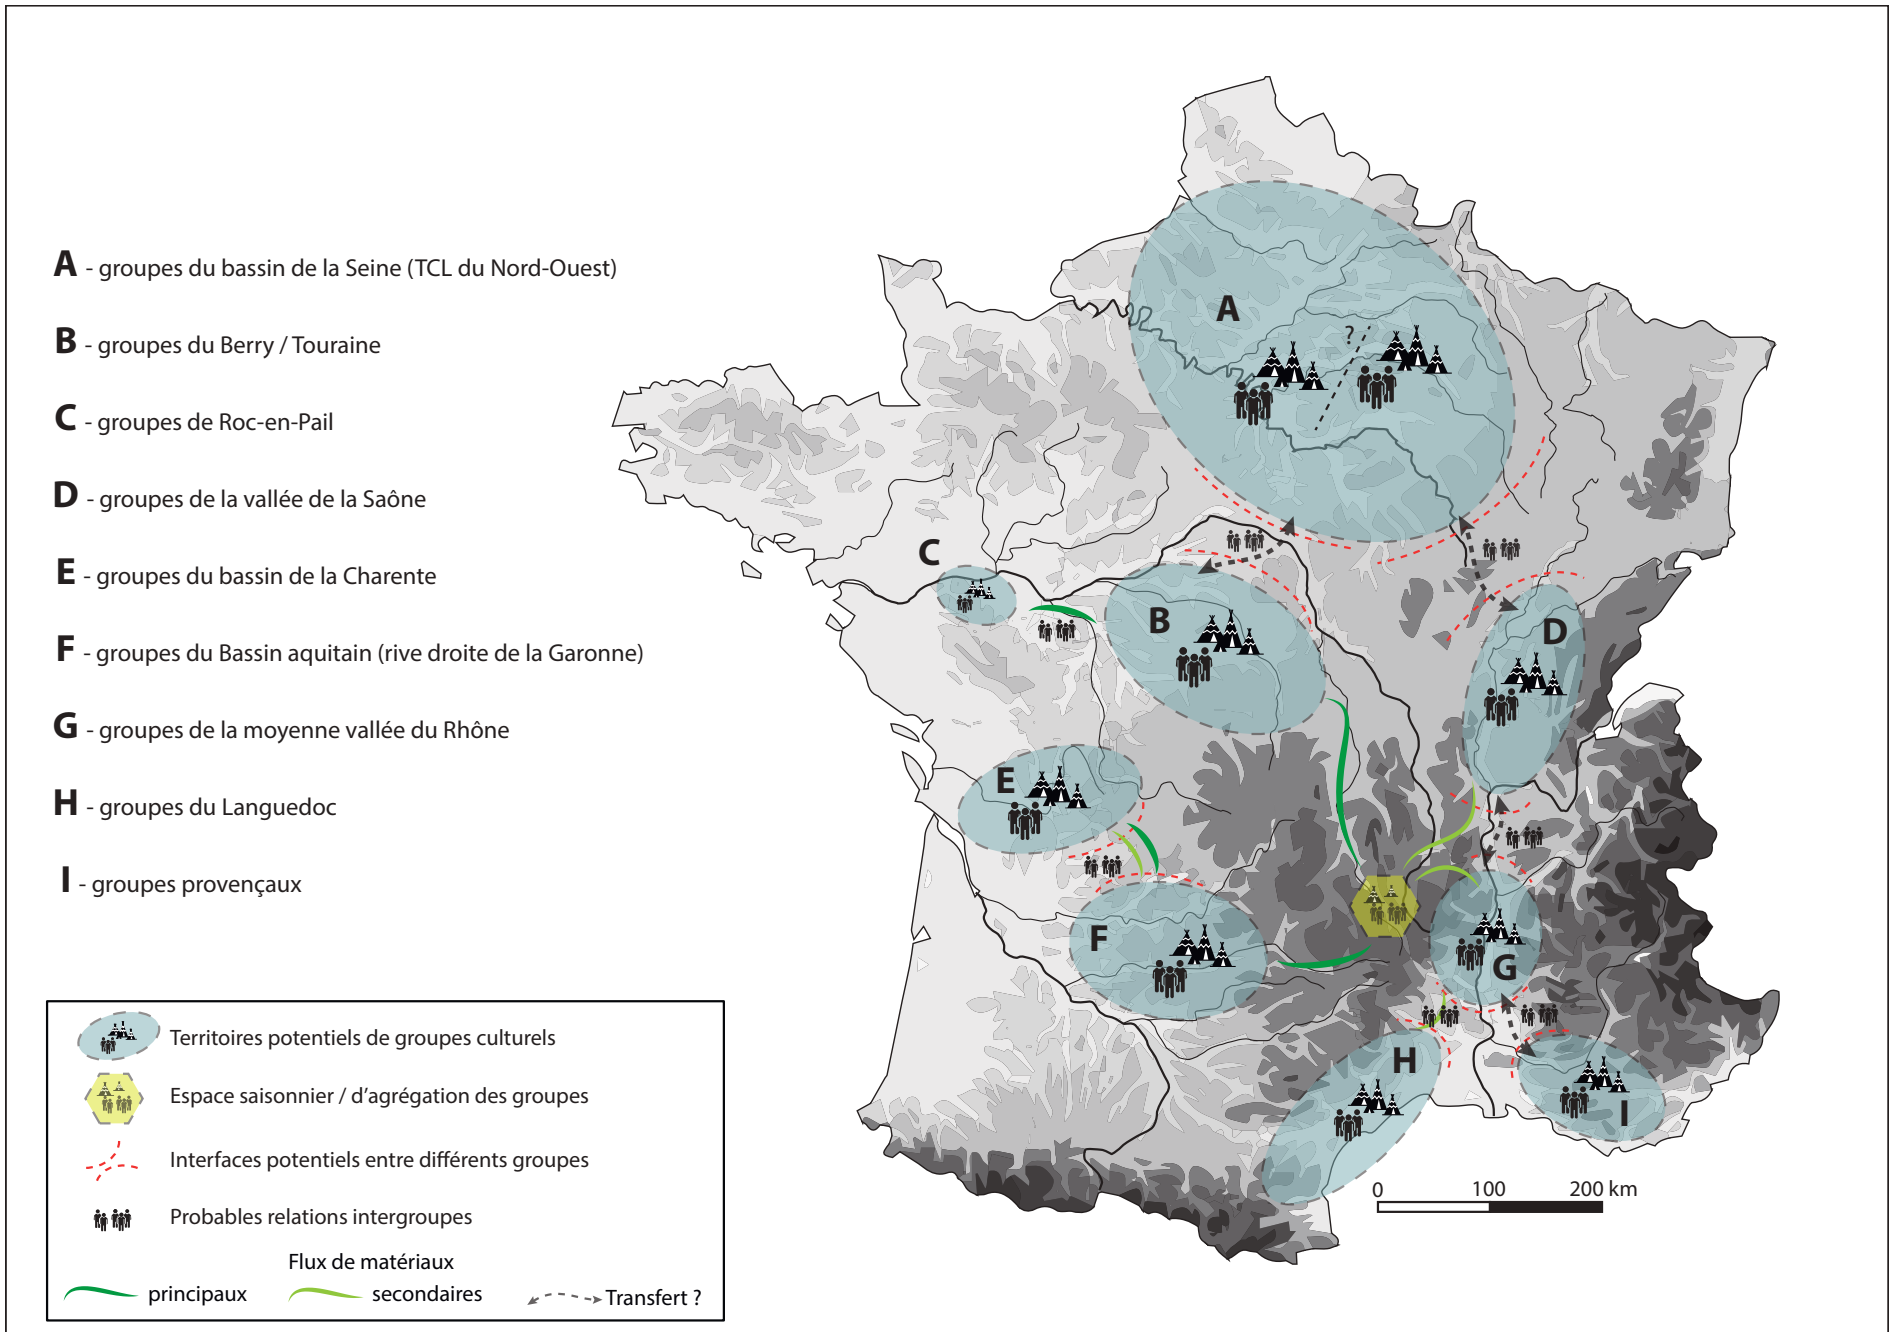 A - groupes du bassin de la Seine (TCL du Nord-Ouest)
B - groupes du Berry / Touraine
C - groupes de Roc-en-Pail
D - groupes de la vallée de la Saône
E - groupes du bassin de la Charente
F - groupes du Bassin aquitain (rive droite de la Garonne)
G - groupes de la moyenne vallée du Rhône
H - groupes du Languedoc
I - groupes provençaux
A
?
C
B
D
E
F
G
H
I
0 100 200 km
Territoires potentiels de groupes culturels
Espace saisonnier / d'agrégation des groupes
Interfaces potentiels entre différents groupes
Probables relations intergroupes
Flux de matériaux
principaux secondaires Transfert ?